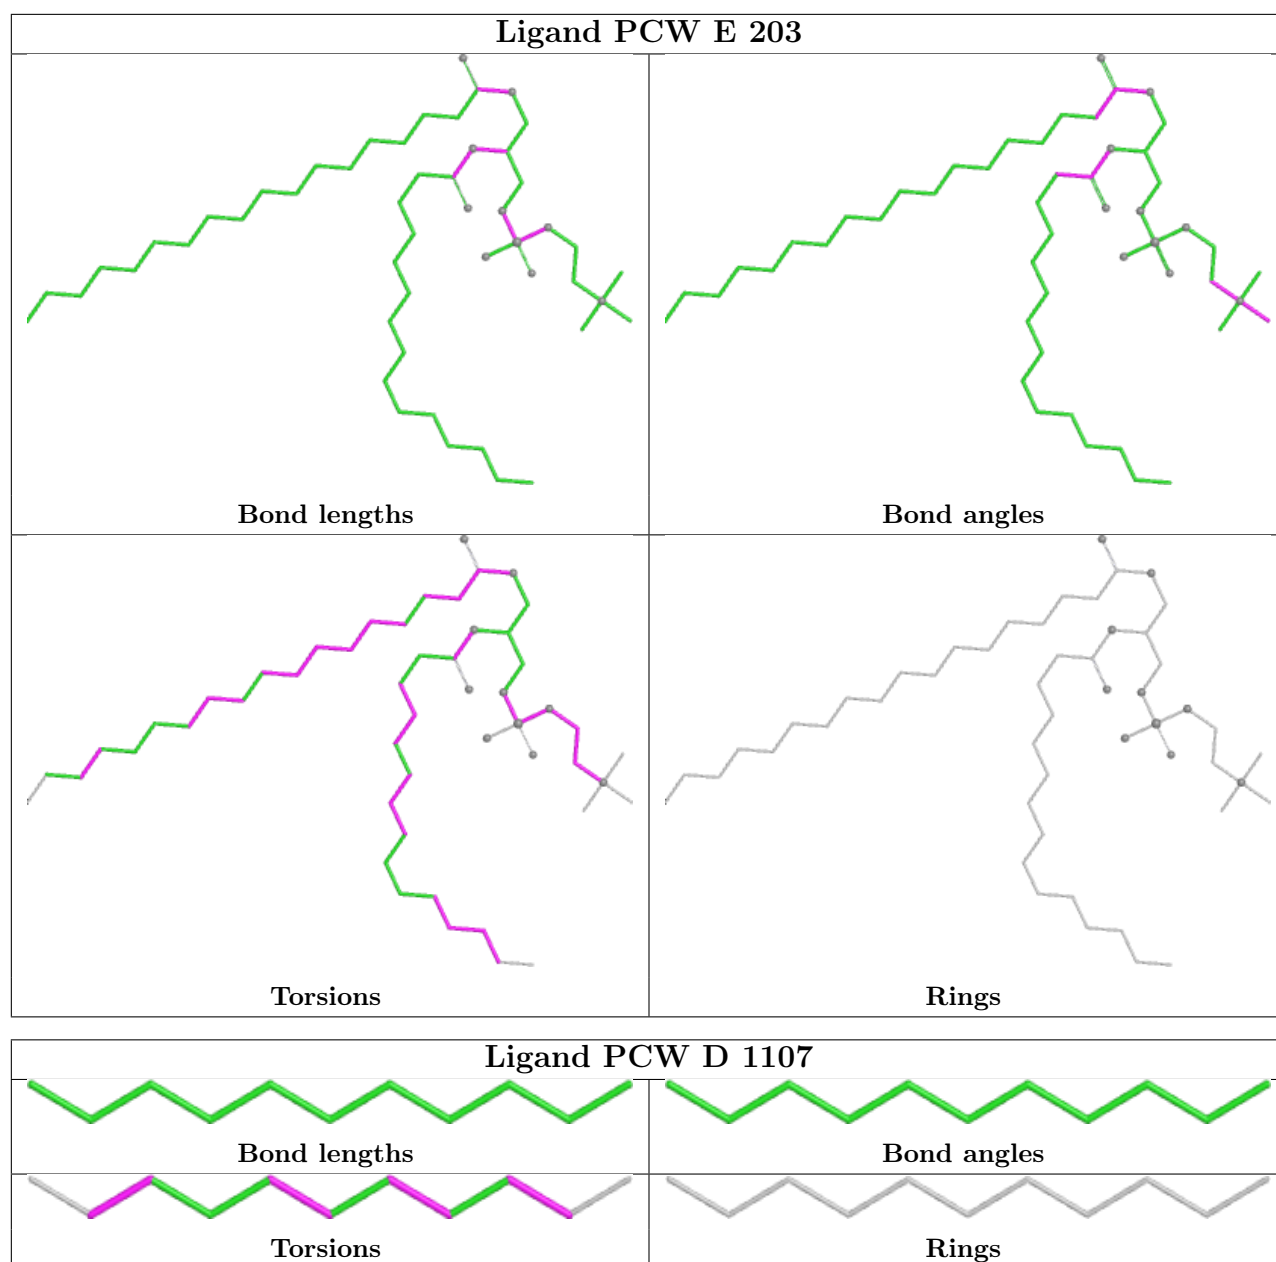 Ligand PCW E 203
Bond lengths
Bond angles
Torsions
Rings
Ligand PCW D 1107
Bond lengths
Bond angles
Torsions
Rings